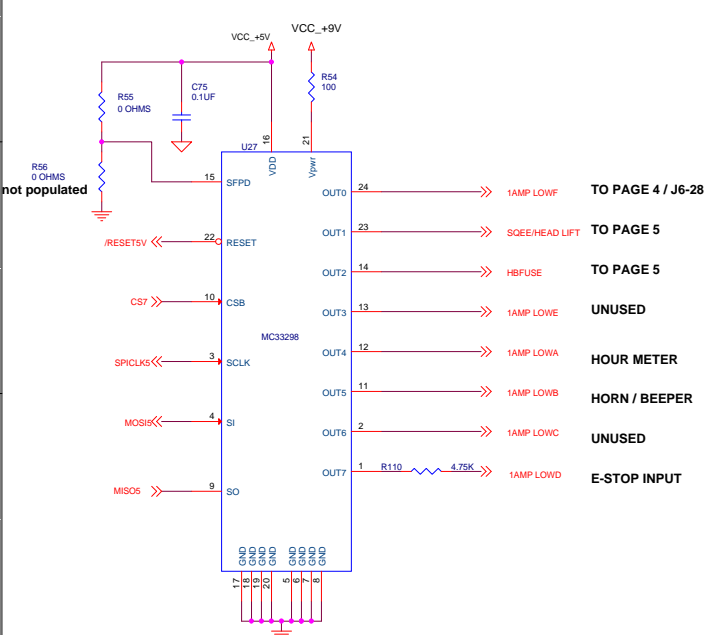 VCC_+5V
VCC_+9V
R54
100
R55
0 OHMS
C75
0.1UF
R56
0 OHMS
not populated
U27
16
VDD
21
Vpwr
15
SFPD
OUT0
24
1AMP LOWF
TO PAGE 4 / J6-28
/RESET5V
22
RESET
OUT1
23
SQEE/HEAD LIFT
TO PAGE 5
OUT2
14
HBFUSE
TO PAGE 5
CS7
10
CSB
OUT3
13
1AMP LOWE
UNUSED
MC33298
SPICLK5
3
SCLK
OUT4
12
1AMP LOWA
HOUR METER
OUT5
11
1AMP LOWB
HORN / BEEPER
MOSI5
4
SI
OUT6
2
1AMP LOWC
UNUSED
OUT7
1
R110
4.75K
1AMP LOWD
E-STOP INPUT
MISO5
9
SO
GND
GND
GND
GND
GND
GND
GND
GND
17
18
19
20
5
6
7
8